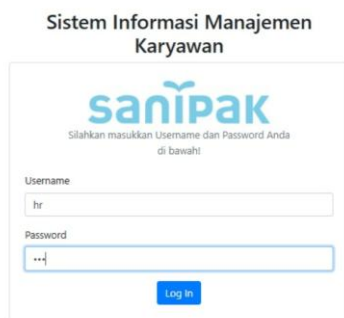 Sistem Informasi Manajemen
Karyawan
sanipak
Silahkan masukkan Username dan Password Anda
di bawah!
Username
hr
Password
•••
Log In